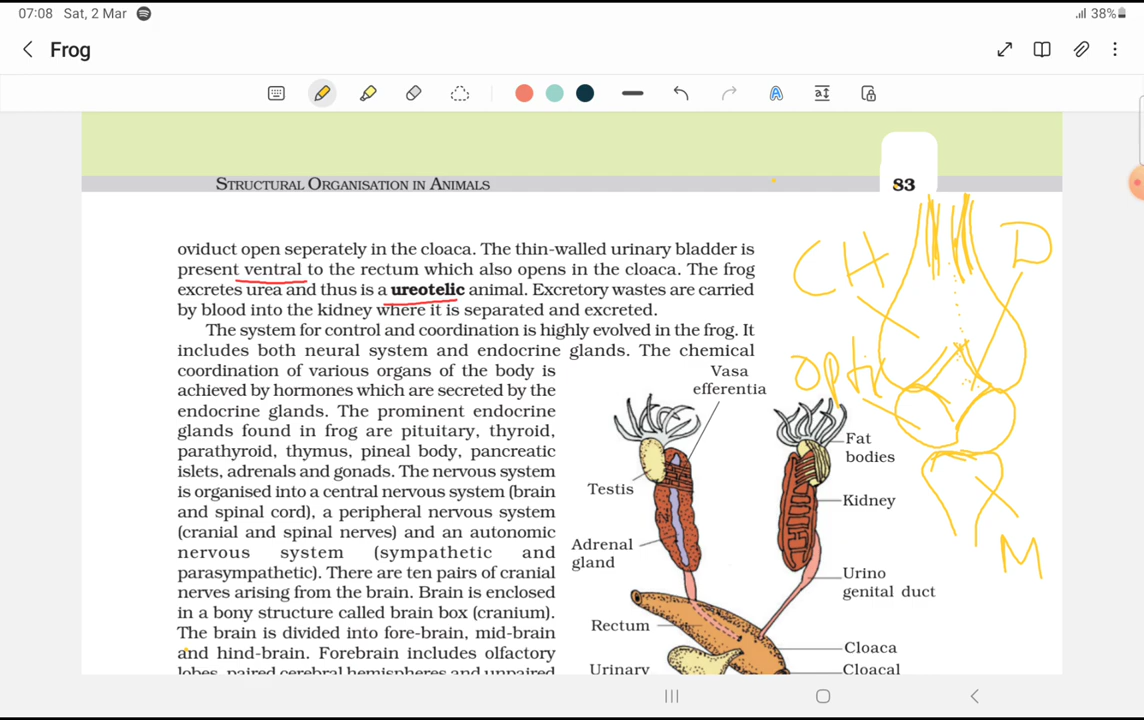 07:08 Sat, 2 Mar
38%
Frog
STRUCTURAL ORGANISATION IN ANIMALS
83
oviduct open seperately in the cloaca. The thin-walled urinary bladder is
present ventral to the rectum which also opens in the cloaca. The frog
excretes urea and thus is a ureotelic animal. Excretory wastes are carried
by blood into the kidney where it is separated and excreted.
The system for control and coordination is highly evolved in the frog. It
includes both neural system and endocrine glands. The chemical
coordination of various organs of the body is
achieved by hormones which are secreted by the
endocrine glands. The prominent endocrine
glands found in frog are pituitary, thyroid,
parathyroid, thymus, pineal body, pancreatic
islets, adrenals and gonads. The nervous system
is organised into a central nervous system (brain
and spinal cord), a peripheral nervous system
(cranial and spinal nerves) and an autonomic
nervous system (sympathetic and
parasympathetic). There are ten pairs of cranial
nerves arising from the brain. Brain is enclosed
in a bony structure called brain box (cranium).
The brain is divided into fore-brain, mid-brain
and hind-brain. Forebrain includes olfactory
lobes, paired cerebral hemispheres and unpaired
Vasa
efferentia
Fat
bodies
Testis
Kidney
Adrenal
gland
Urino
genital duct
Rectum
Cloaca
Urinary
Cloacal
CH
D
Optic
M